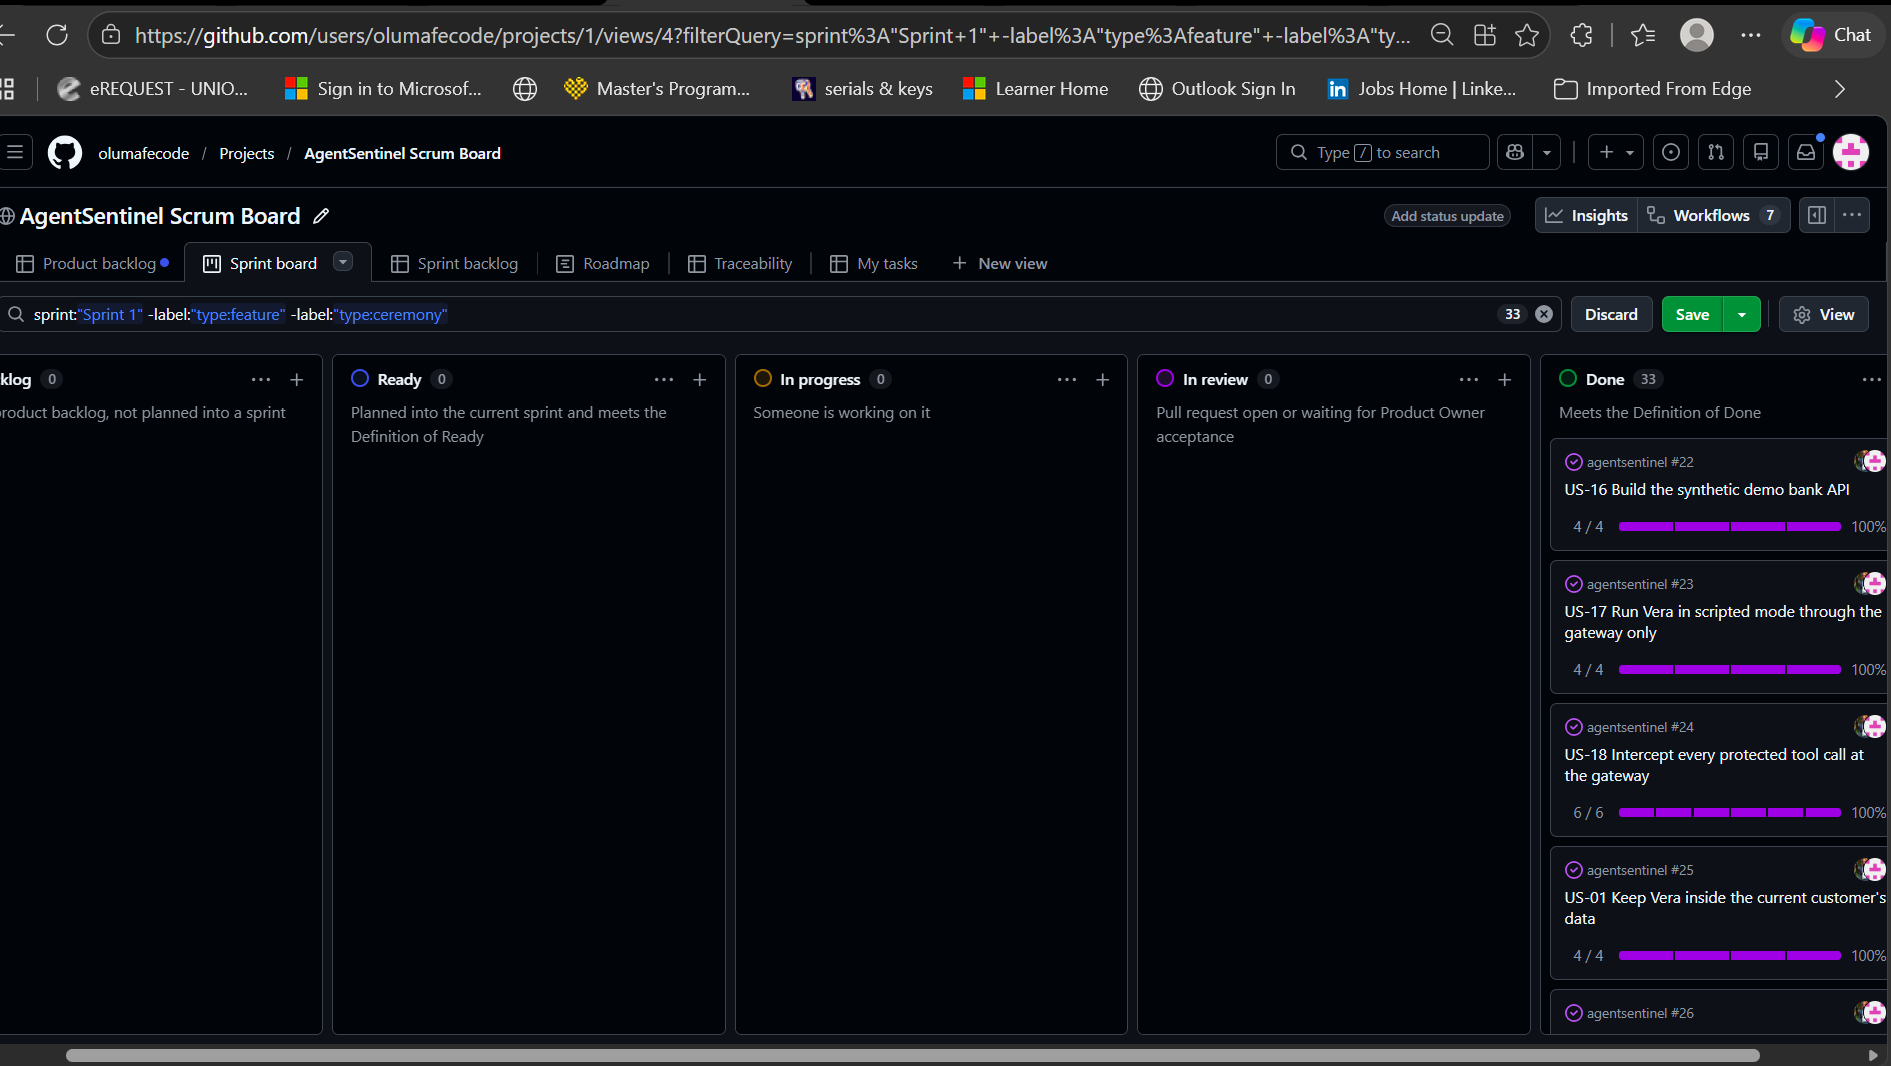 https://github.com/users/olumafecode/projects/1/views/4?filterQuery=sprint%3A"Sprint+1"+-label%3A"type%3Afeature"+-label%3A"ty...
Chat
eREQUEST - UNIO...
Sign in to Microsof...
Master's Program...
serials & keys
Learner Home
Outlook Sign In
Jobs Home | Linke...
Imported From Edge
olumafecode / Projects / AgentSentinel Scrum Board
Type / to search
AgentSentinel Scrum Board
Add status update
Insights
Workflows 7
Product backlog
Sprint board
Sprint backlog
Roadmap
Traceability
My tasks
+ New view
sprint:"Sprint 1" -label:"type:feature" -label:"type:ceremony"
33
Discard
Save
View
klog 0
roduct backlog, not planned into a sprint
Ready 0
Planned into the current sprint and meets the
Definition of Ready
In progress 0
Someone is working on it
In review 0
Pull request open or waiting for Product Owner
acceptance
Done 33
Meets the Definition of Done
agentsentinel #22
US-16 Build the synthetic demo bank API
4 / 4 100%
agentsentinel #23
US-17 Run Vera in scripted mode through the
gateway only
4 / 4 100%
agentsentinel #24
US-18 Intercept every protected tool call at
the gateway
6 / 6 100%
agentsentinel #25
US-01 Keep Vera inside the current customer's
data
4 / 4 100%
agentsentinel #26